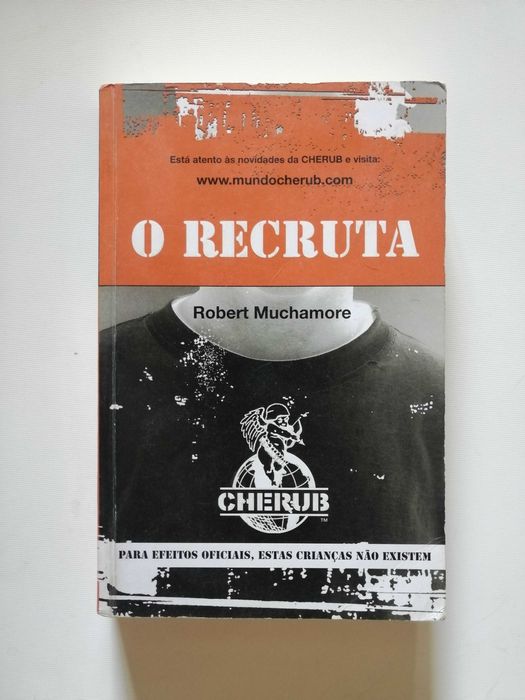 Está atento às novidades da CHERUB e visita:
www.mundocherub.com
O RECRUTA
Robert Muchamore
CHERUB
TM
PARA EFEITOS OFICIAIS, ESTAS CRIANÇAS NÃO EXISTEM